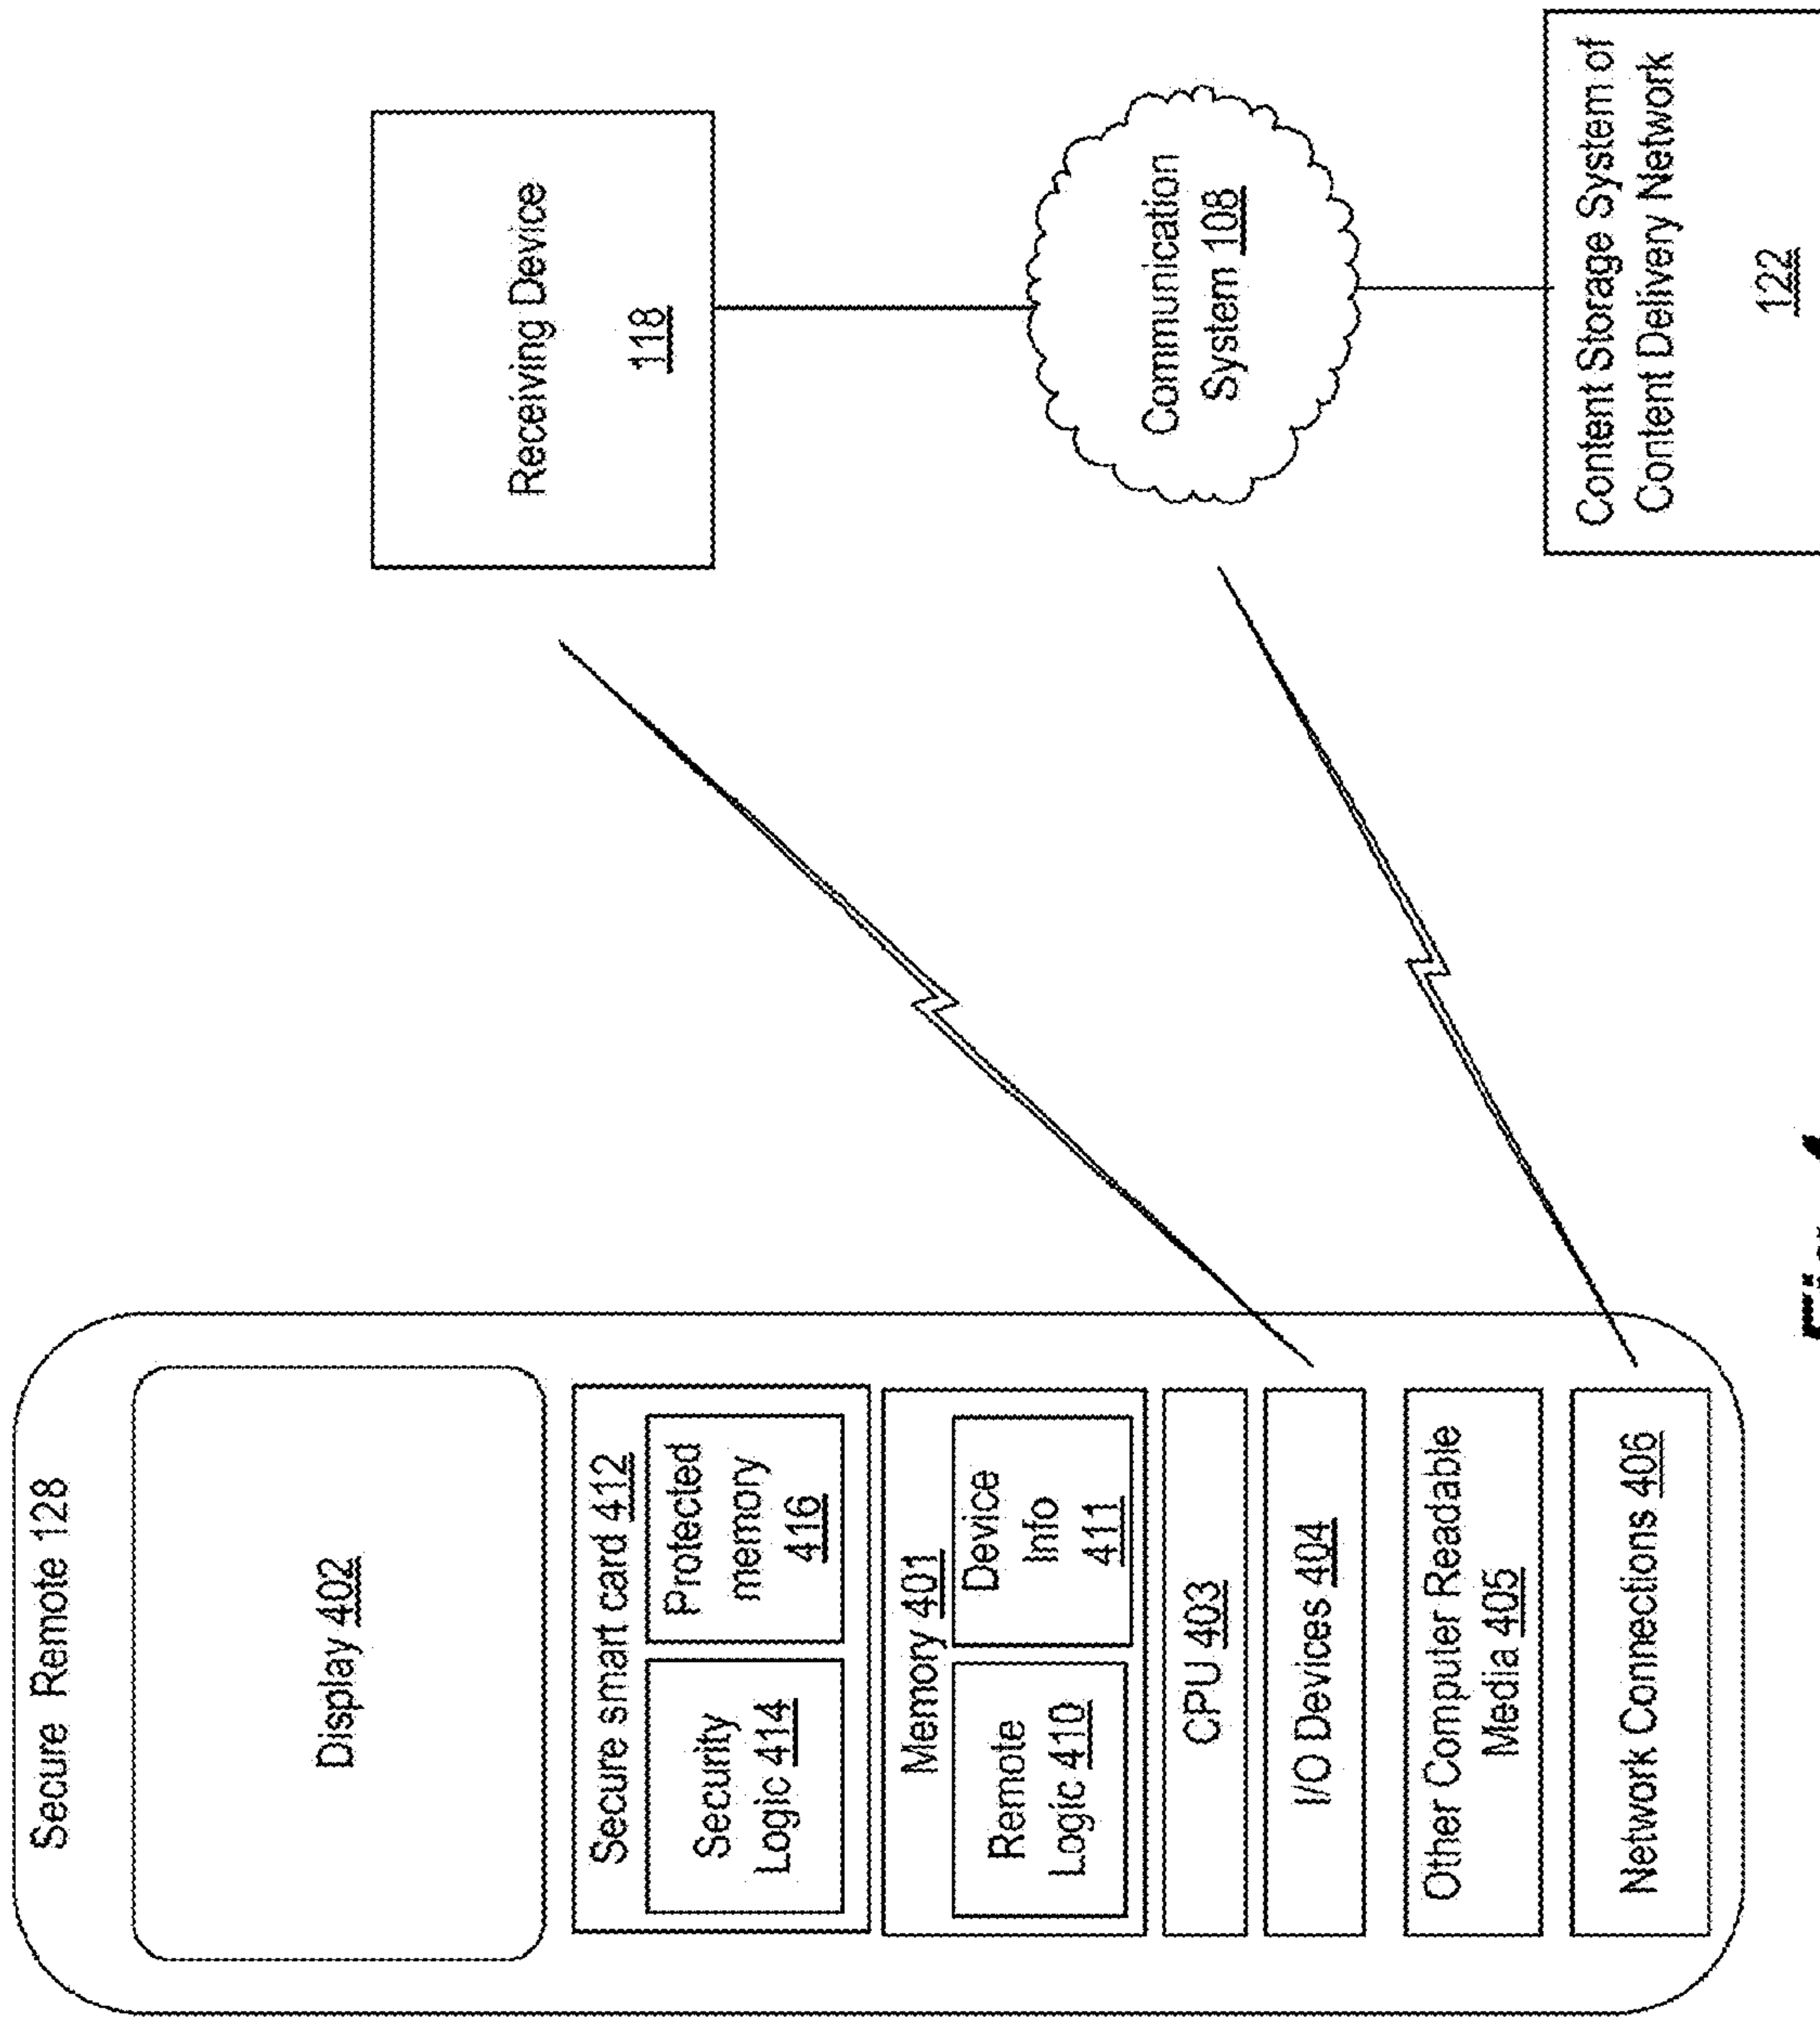 Secure Remote 128
Display 402
Secure smart card 412
Security
Logic 414
Protected
memory
416
Memory 401
Remote
Logic 410
Device
Info
411
CPU 403
I/O Devices 404
Other Computer Readable
Media 405
Network Connections 406
Receiving Device
118
Communication
System 108
Content Storage System of
Content Delivery Network
122